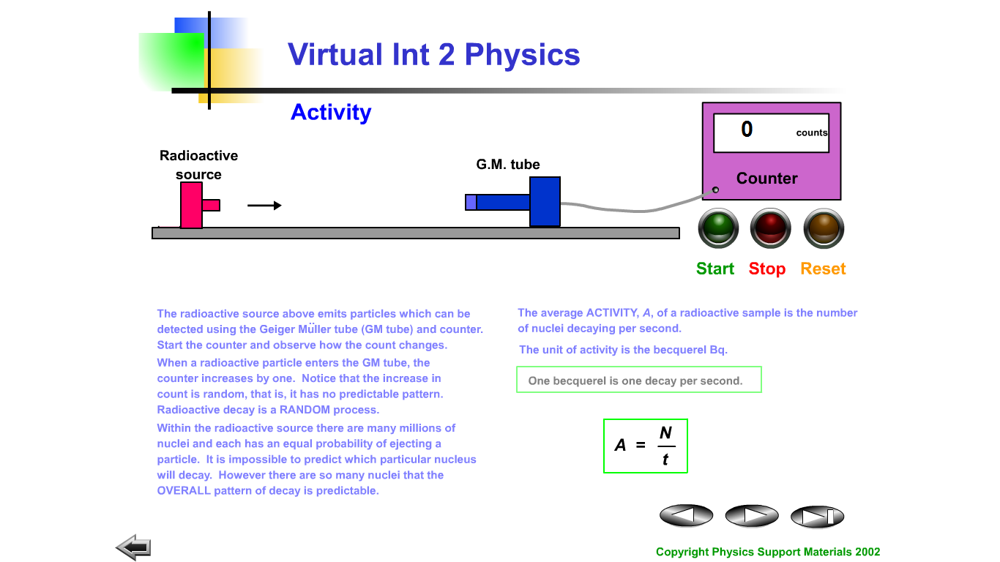 Virtual Int 2 Physics
Activity
0 counts
Counter
Radioactive
source
G.M. tube
Start Stop Reset
The radioactive source above emits particles which can be
detected using the Geiger Müller tube (GM tube) and counter.
Start the counter and observe how the count changes.
When a radioactive particle enters the GM tube, the
counter increases by one. Notice that the increase in
count is random, that is, it has no predictable pattern.
Radioactive decay is a RANDOM process.
Within the radioactive source there are many millions of
nuclei and each has an equal probability of ejecting a
particle. It is impossible to predict which particular nucleus
will decay. However there are so many nuclei that the
OVERALL pattern of decay is predictable.
The average ACTIVITY, A, of a radioactive sample is the number
of nuclei decaying per second.
The unit of activity is the becquerel Bq.
One becquerel is one decay per second.
A = N
t
Copyright Physics Support Materials 2002